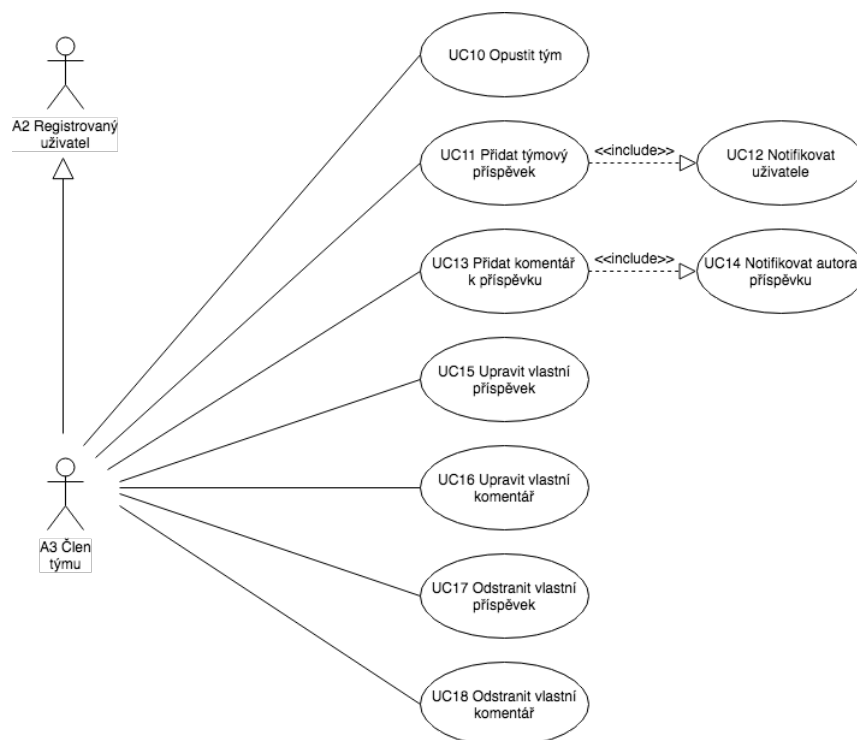 UC10 Opustit tým
A2 Registrovaný
uživatel
UC11 Přidat týmový
příspěvek
<<include>>
UC12 Notifikovat
uživatele
UC13 Přidat komentář
k příspěvku
<<include>>
UC14 Notifikovat autora
příspěvku
UC15 Upravit vlastní
příspěvek
UC16 Upravit vlastní
komentář
A3 Člen
týmu
UC17 Odstranit vlastní
příspěvek
UC18 Odstranit vlastní
komentář